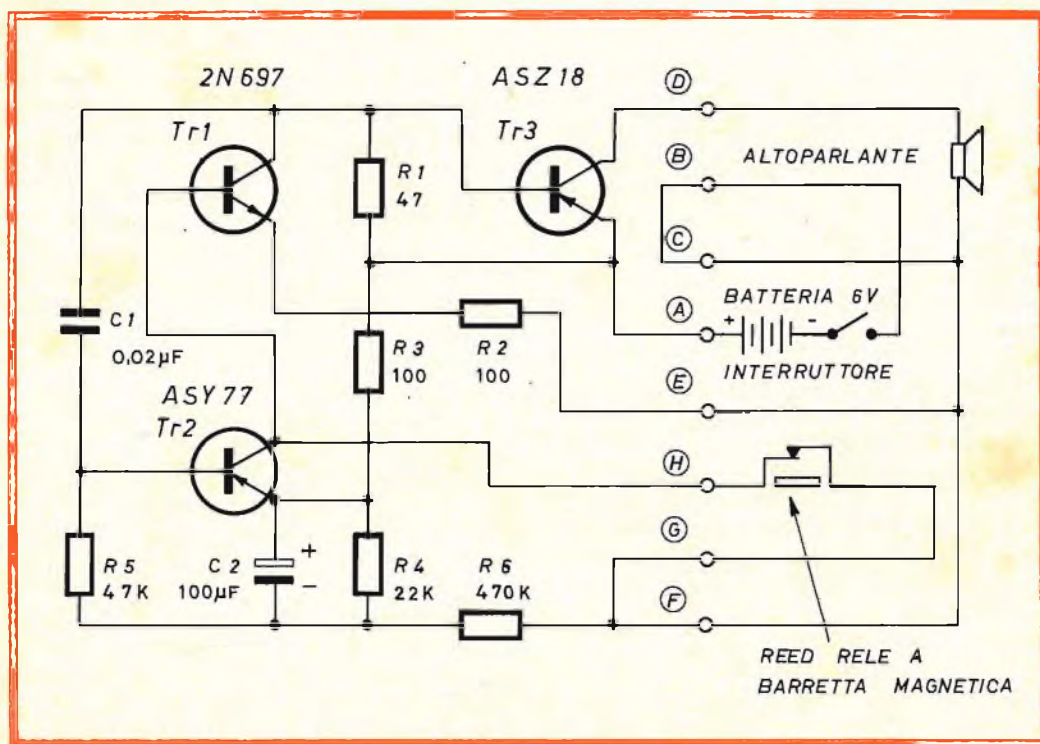 2N697
ASZ18
Tr1
Tr3
R1
47
D
B
ALTOPARLANTE
C
A
BATTERIA 6V
+ -
INTERRUTTORE
C1
0,02µF
R3
100
R2
100
E
ASY77
Tr2
H
G
R5
47K
C2
100µF
+
-
R4
22K
R6
470K
F
REED RELE A
BARRETTA MAGNETICA